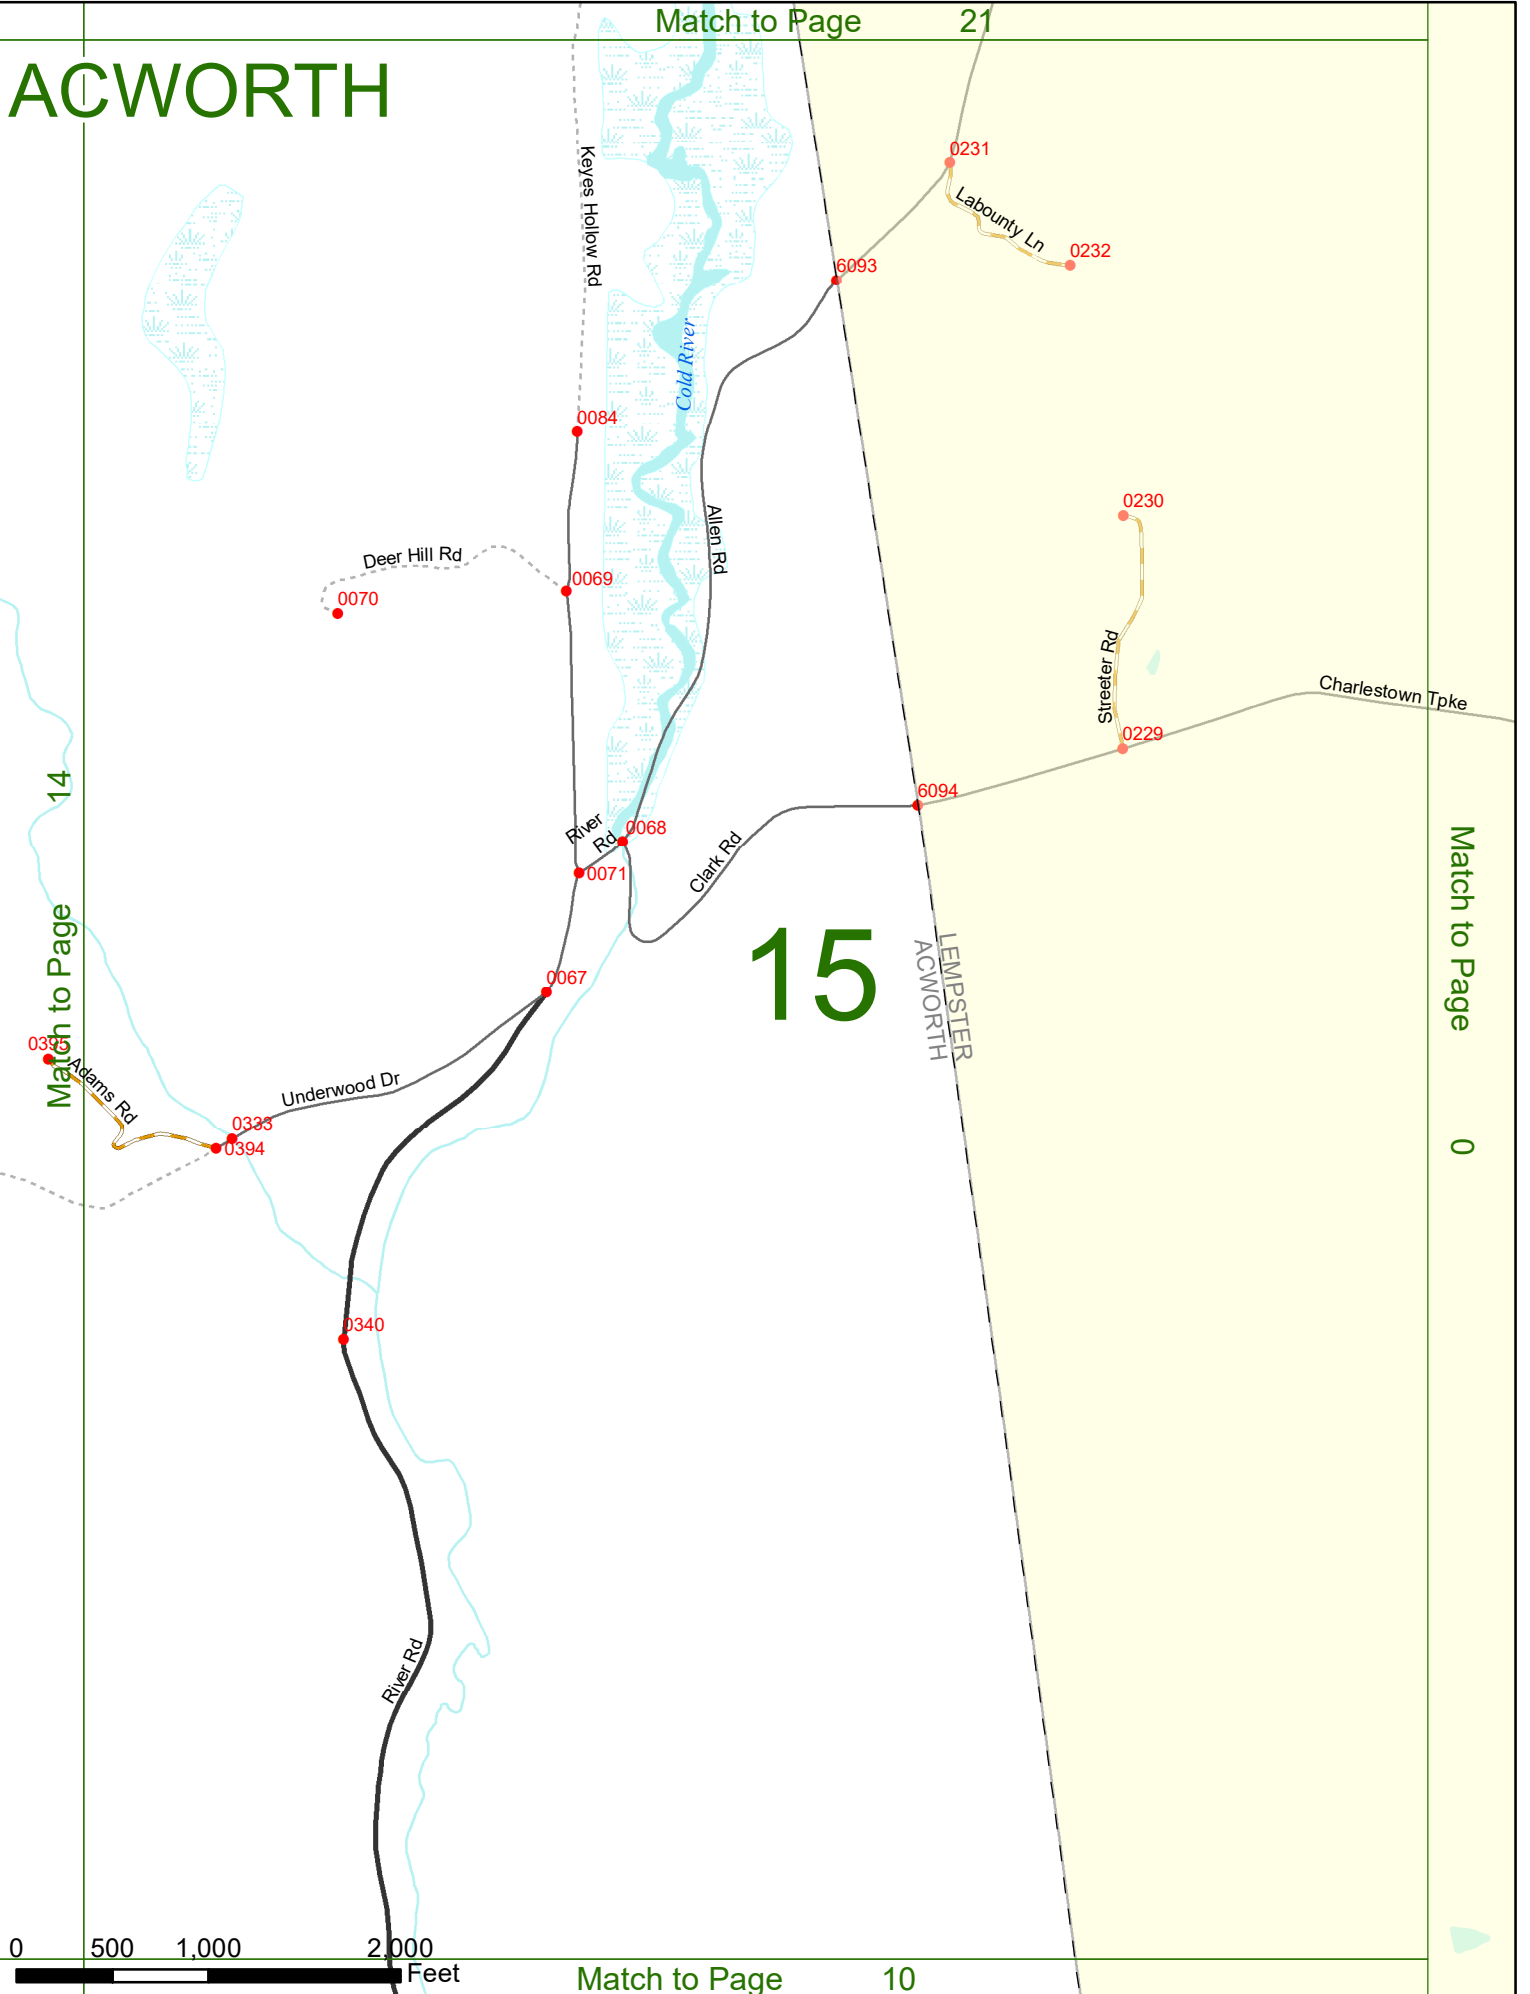 Match to Page 21
ACWORTH
0231
Keyes Hollow Rd
Labounty Ln
0232
6093
Cold River
0084
0230
Allen Rd
Deer Hill Rd
0069
0070
Streeter Rd
Charlestown Tpke
0229
Match to Page 14
6094
River
Rd
0068
Clark Rd
0071
Match to Page 0
15
LEMPSTER
ACWORTH
0067
0395
Adams Rd
Underwood Dr
0333
0394
0340
River Rd
0 500 1,000 2,000
Feet
Match to Page 10